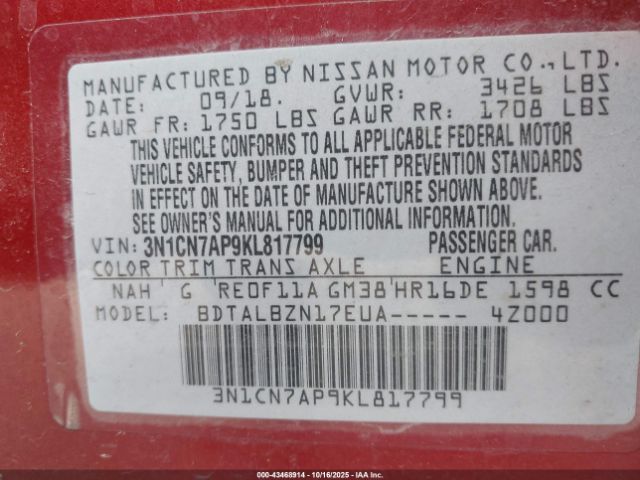 MANUFACTURED BY NISSAN MOTOR CO., LTD.
DATE: 09/18. GVWR: 3426 LBS
GAWR FR: 1750 LBS GAWR RR: 1708 LBS
THIS VEHICLE CONFORMS TO ALL APPLICABLE FEDERAL MOTOR
VEHICLE SAFETY, BUMPER AND THEFT PREVENTION STANDARDS
IN EFFECT ON THE DATE OF MANUFACTURE SHOWN ABOVE.
SEE OWNER'S MANUAL FOR ADDITIONAL INFORMATION.
VIN: 3N1CN7AP9KL817799 PASSENGER CAR.
COLOR TRIM TRANS AXLE ENGINE
NAH G RE0F11A GM38 HR16DE 1598 CC
MODEL: BDTALBZN17EUA----- 4Z000
3N1CN7AP9KL817799
000-43468914 | 10/16/2025 | IAA, Inc.